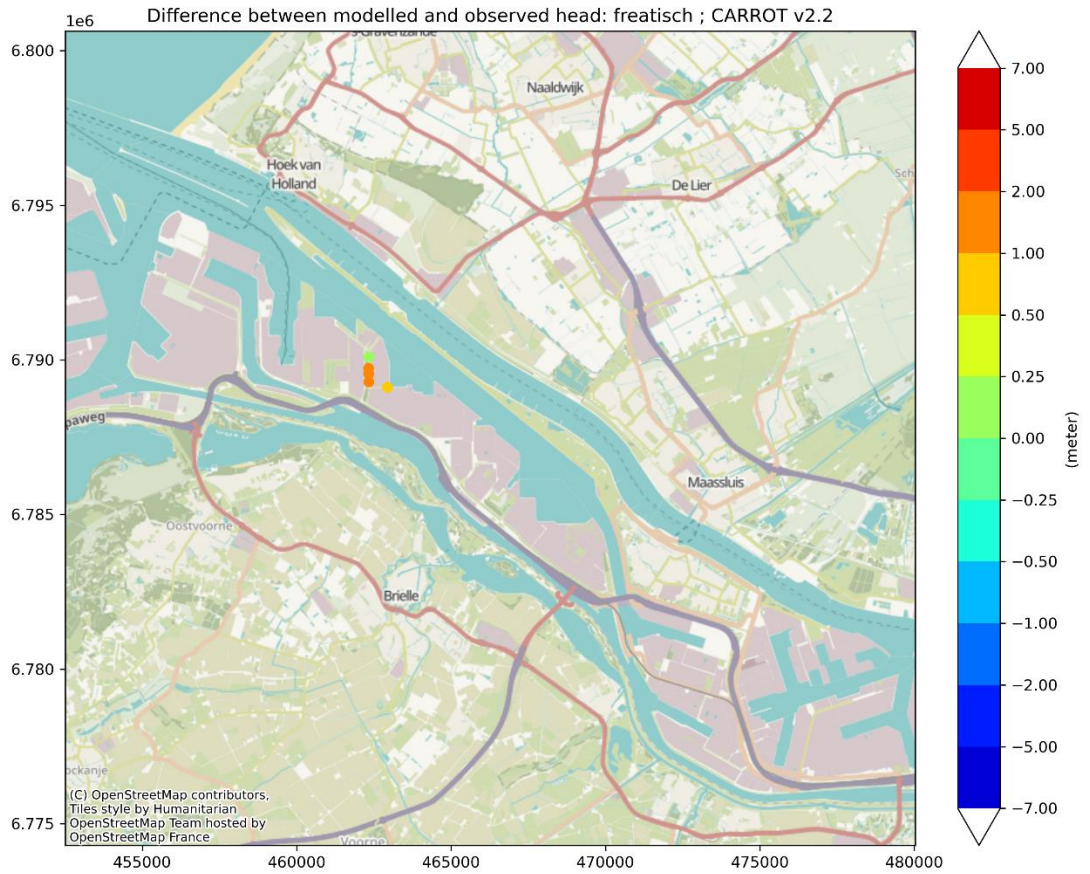 Difference between modelled and observed head: freatisch ; CARROT v2.2
1e6
6.800
6.795
6.790
6.785
6.780
6.775
455000
460000
465000
470000
475000
480000
's-Gravenzande
Naaldwijk
Hoek van
Holland
De Lier
Sch
paweg
Maassluis
Oostvoorne
Brielle
ockanje
Voorne
(C) OpenStreetMap contributors,
Tiles style by Humanitarian
OpenStreetMap Team hosted by
OpenStreetMap France
7.00
5.00
2.00
1.00
0.50
0.25
0.00
−0.25
−0.50
−1.00
−2.00
−5.00
−7.00
(meter)